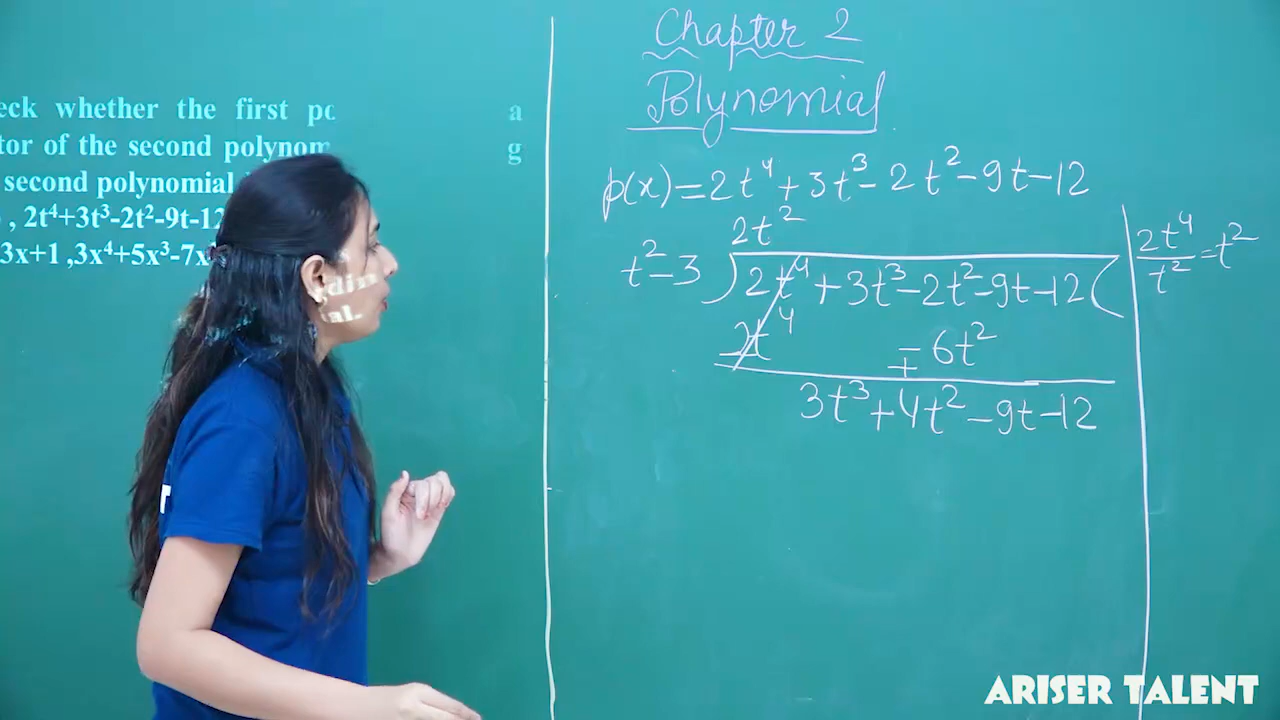 eck whether the first a
tor of the second polynom g
second polynomial
, 2t⁴+3t³-2t²-9t-12
3x+1 ,3x⁴+5x³-7x
Chapter 2
Polynomial
p(x) = 2t⁴ + 3t³ - 2t² - 9t - 12
2t²
t² - 3 ) 2t⁴ + 3t³ - 2t² - 9t - 12 (
2t⁴ ∓ 6t²
3t³ + 4t² - 9t - 12
2t⁴/t² = t²
ARISER TALENT